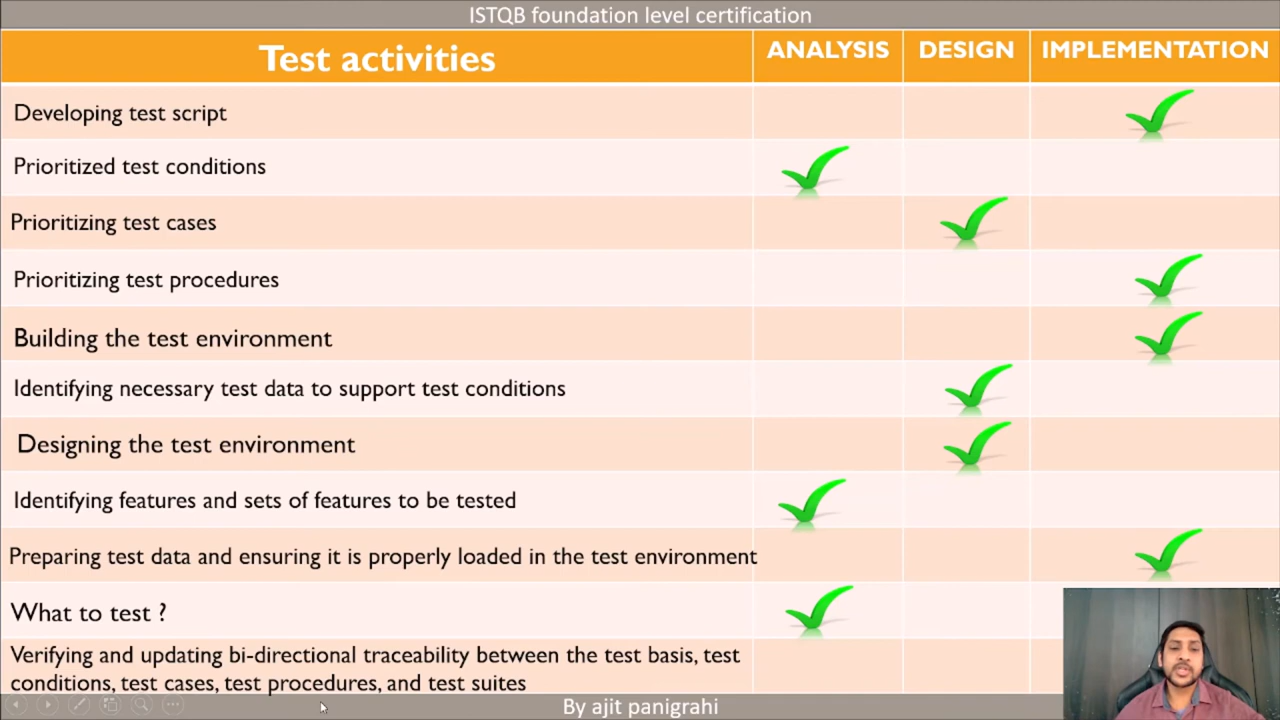 ISTQB foundation level certification
Test activities ANALYSIS DESIGN IMPLEMENTATION
Developing test script
Prioritized test conditions
Prioritizing test cases
Prioritizing test procedures
Building the test environment
Identifying necessary test data to support test conditions
Designing the test environment
Identifying features and sets of features to be tested
Preparing test data and ensuring it is properly loaded in the test environment
What to test ?
Verifying and updating bi-directional traceability between the test basis, test
conditions, test cases, test procedures, and test suites
By ajit panigrahi